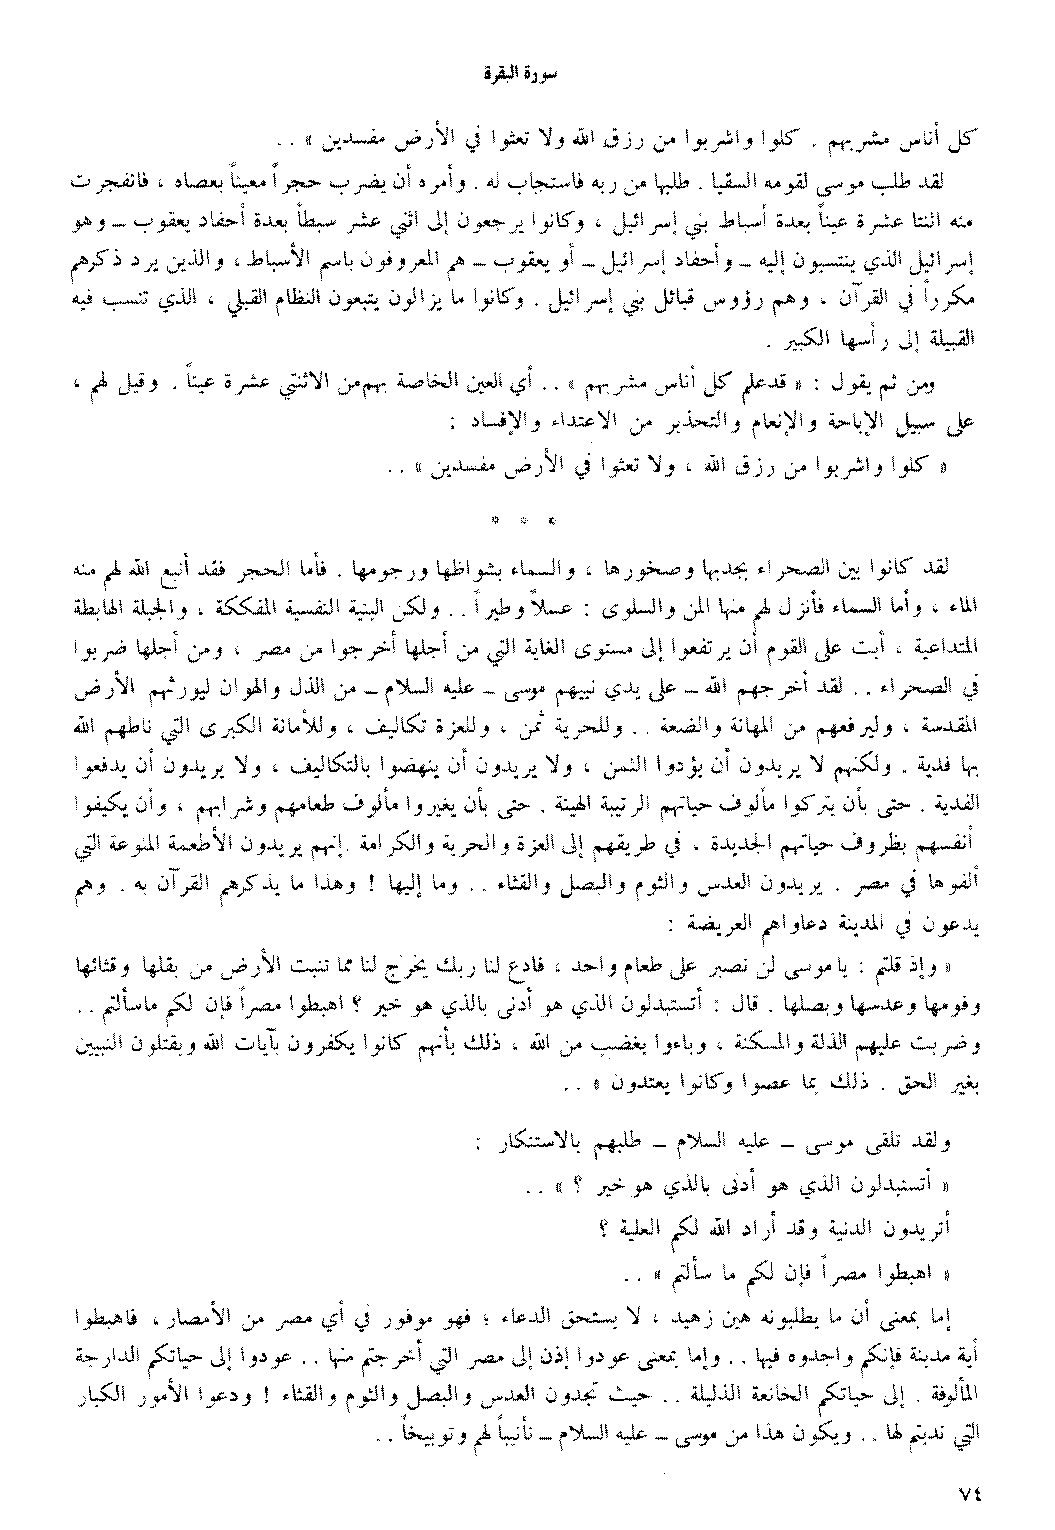 سورة البقرة
كل أناس مشربهم . كلوا واشربوا من رزق الله ولا تعثوا في الأرض مفسدين » . .
لقد طلب موسى لقومه السقيا . طلبها من ربه فاستجاب له . وأمره أن يضرب حجراً معيناً بعصاه ، فانفجرت
منه اثنتا عشرة عيناً بعدة أسباط بني إسرائيل ، وكانوا يرجعون إلى اثني عشر سبطاً بعدة أحفاد يعقوب – وهو
إسرائيل الذي ينتسبون إليه – وأحفاد إسرائيل – أو يعقوب – هم المعروفون باسم الأسباط ، والذين يرد ذكرهم
مكرراً في القرآن ، وهم رؤوس قبائل بني إسرائيل . وكانوا ما يزالون يتبعون النظام القبلي ، الذي تنسب فيه
القبيلة إلى رأسها الكبير .
ومن ثم يقول : « قد علم كل أناس مشربهم » . . أي العين الخاصة بهم من الاثنتي عشرة عيناً . وقيل لهم ،
على سبيل الإباحة والإنعام والتحذير من الاعتداء والإفساد :
« كلوا واشربوا من رزق الله ، ولا تعثوا في الأرض مفسدين » . .
* * *
لقد كانوا بين الصحراء بجدبها وصخورها ، والسماء بشواظها ورجومها . فأما الحجر فقد أنبع الله لهم منه
الماء ، وأما السماء فأنزل لهم منها المن والسلوى : عسلاً وطيراً . . ولكن البنية النفسية المفككة ، والجبلة الهابطة
المتداعية ، أبت على القوم أن يرتفعوا إلى مستوى الغاية التي من أجلها أخرجوا من مصر ، ومن أجلها ضربوا
في الصحراء . . لقد أخرجهم الله – على يدي نبيهم موسى – عليه السلام – من الذل والهوان ليورثهم الأرض
المقدسة ، وليرفعهم من المهانة والضعة . . وللحرية ثمن ، وللعزة تكاليف ، وللأمانة الكبرى التي ناطهم الله
بها فدية . ولكنهم لا يريدون أن يؤدوا الثمن ، ولا يريدون أن ينهضوا بالتكاليف ، ولا يريدون أن يدفعوا
الفدية . حتى بأن يتركوا مألوف حياتهم الرتيبة الهينة . حتى بأن يغيروا مألوف طعامهم وشرابهم ، وأن يكيفوا
أنفسهم بظروف حياتهم الجديدة ، في طريقهم إلى العزة والحرية والكرامة .إنهم يريدون الأطعمة المنوعة التي
ألفوها في مصر . يريدون العدس والثوم والبصل والقثاء . . وما إليها ! وهذا ما يذكرهم القرآن به . وهم
يدعون في المدينة دعاواهم العريضة :
« وإذ قلتم : يا موسى لن نصبر على طعام واحد ، فادع لنا ربك يخرج لنا مما تنبت الأرض من بقلها وقثائها
وفومها وعدسها وبصلها . قال : أتستبدلون الذي هو أدنى بالذي هو خير ؟ اهبطوا مصراً فإن لكم ما سألتم . .
وضربت عليهم الذلة والمسكنة ، وباءوا بغضب من الله ، ذلك بأنهم كانوا يكفرون بآيات الله ويقتلون النبيين
بغير الحق . ذلك بما عصوا وكانوا يعتدون » . .
ولقد تلقى موسى – عليه السلام – طلبهم بالاستنكار :
« أتستبدلون الذي هو أدنى بالذي هو خير ؟ » . .
أتريدون الدنية وقد أراد الله لكم العلية ؟
« اهبطوا مصراً فإن لكم ما سألتم » . .
إما بمعنى أن ما يطلبونه هين زهيد ، لا يستحق الدعاء ؛ فهو موفور في أي مصر من الأمصار ، فاهبطوا
أية مدينة فإنكم واجدوه فيها . . وإما بمعنى عودوا إذن إلى مصر التي أخرجتم منها . . عودوا إلى حياتكم الدارجة
المألوفة . إلى حياتكم الخانعة الذليلة . . حيث تجدون العدس والبصل والثوم والقثاء ! ودعوا الأمور الكبار
التي ندبتم لها . . ويكون هذا من موسى – عليه السلام – تأنيباً لهم وتوبيخاً . .
٧٤